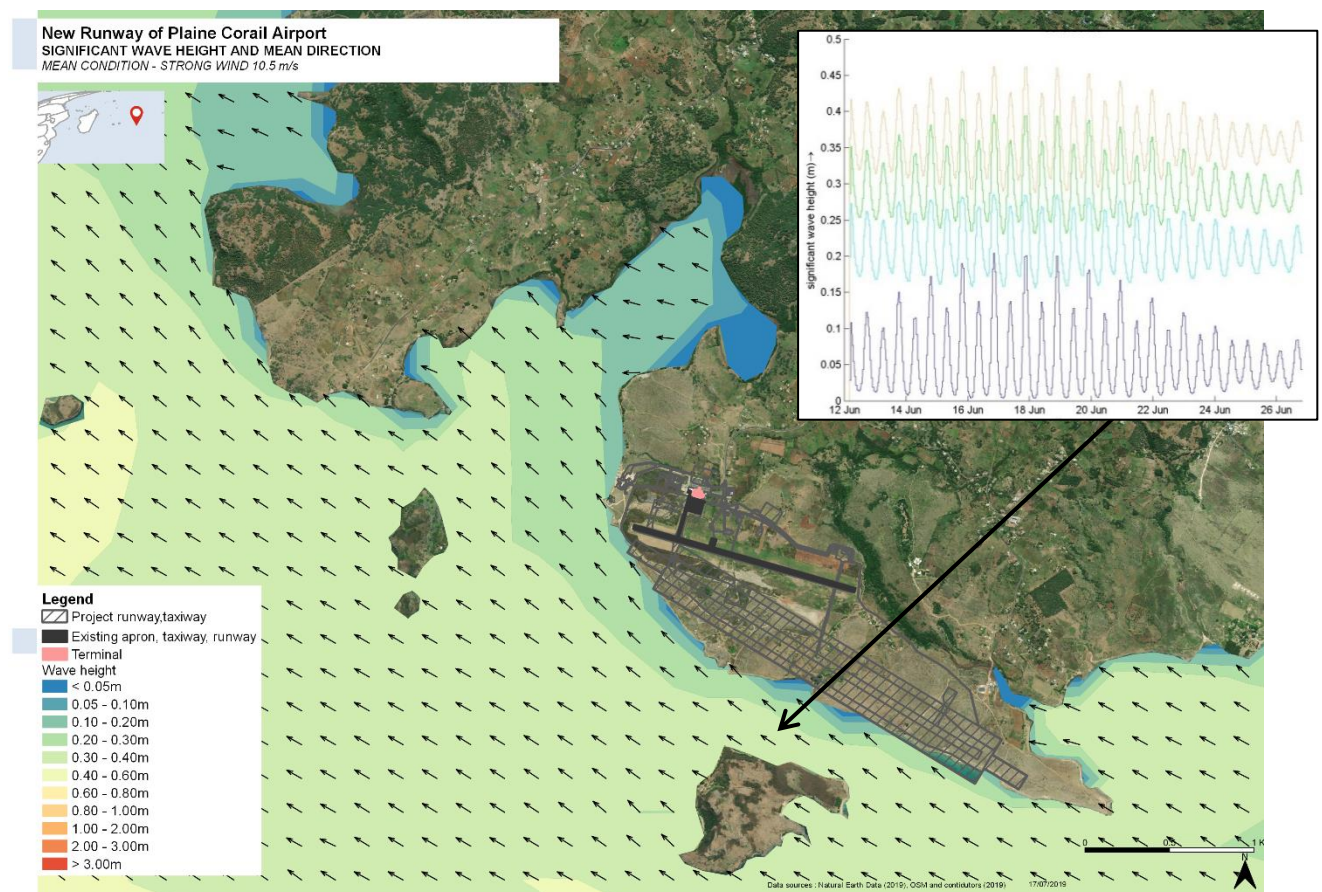 New Runway of Plaine Corail Airport
SIGNIFICANT WAVE HEIGHT AND MEAN DIRECTION
MEAN CONDITION - STRONG WIND 10.5 m/s
significant wave height (m)→
0.5
0.45
0.4
0.35
0.3
0.25
0.2
0.15
0.1
0.05
0
12 Jun 14 Jun 16 Jun 18 Jun 20 Jun 22 Jun 24 Jun 26 Jun
Legend
Project runway,taxiway
Existing apron, taxiway, runway
Terminal
Wave height
< 0.05m
0.05 - 0.10m
0.10 - 0.20m
0.20 - 0.30m
0.30 - 0.40m
0.40 - 0.60m
0.60 - 0.80m
0.80 - 1.00m
1.00 - 2.00m
2.00 - 3.00m
> 3.00m
0 0.5 1 K
N
Data sources : Natural Earth Data (2019), OSM and contidutors (2019) 17/07/2019